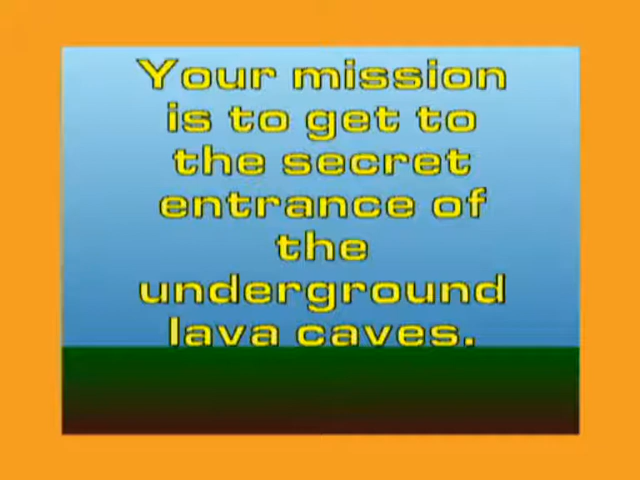 Your mission
is to get to
the secret
entrance of
the
underground
lava caves.